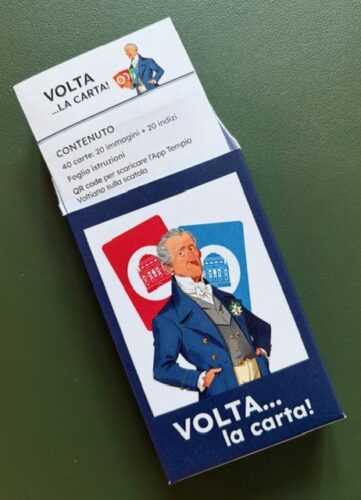 VOLTA
...LA CARTA!
CONTENUTO
40 carte: 20 immagini • 20 indizi
Foglio istruzioni
QR code per scaricare l'App Tempio
Voltiano sulla scatola
VOLTA...
la carta!